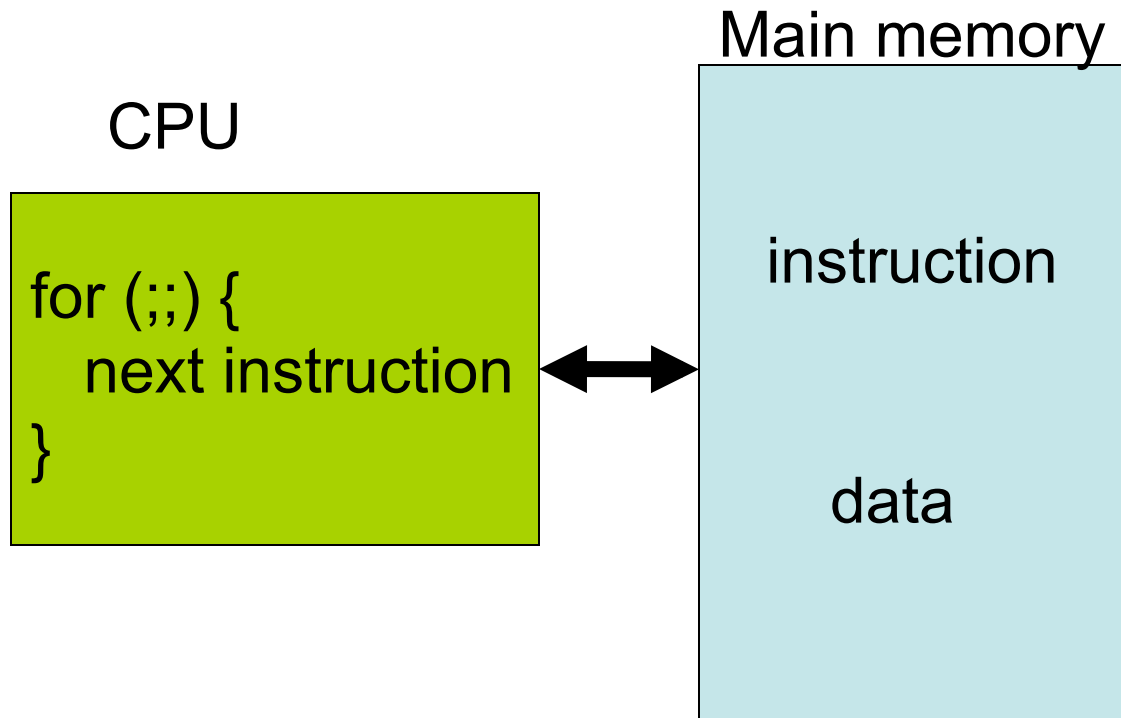 Main memory
CPU
for (;;) {
next instruction
}
instruction
data